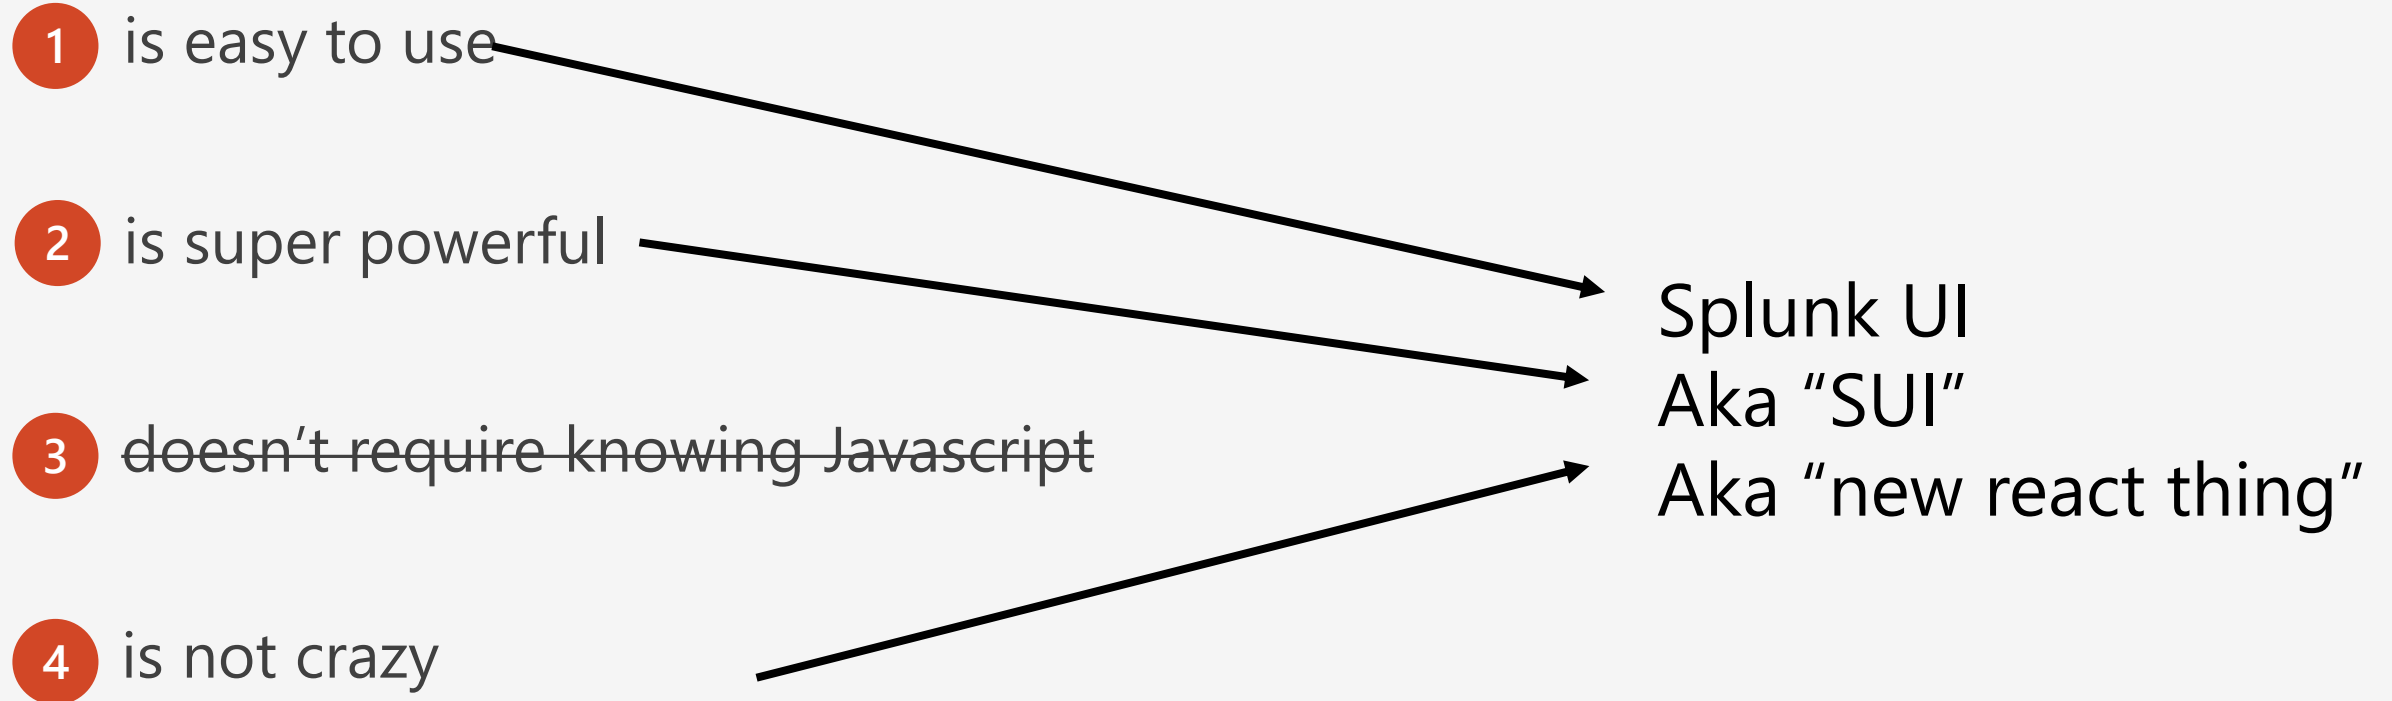 1 is easy to use
2 is super powerful
3 doesn’t require knowing Javascript
4 is not crazy
Splunk UI
Aka “SUI”
Aka “new react thing”